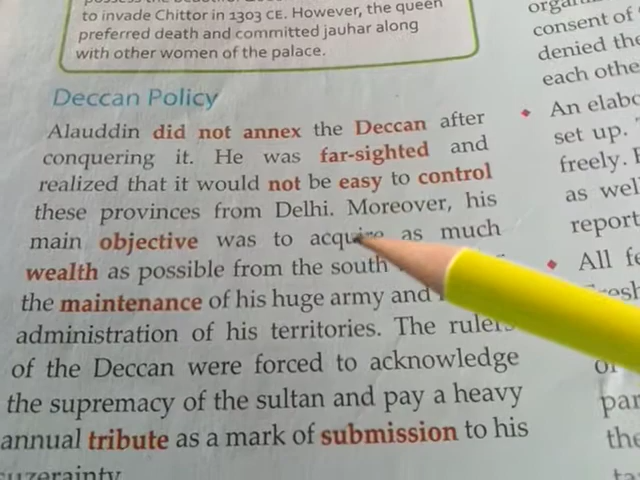 to invade Chittor in 1303 CE. However, the queen
preferred death and committed jauhar along
with other women of the palace.
Deccan Policy
Alauddin did not annex the Deccan after
conquering it. He was far-sighted and
realized that it would not be easy to control
these provinces from Delhi. Moreover, his
main objective was to acquire as much
wealth as possible from the south
the maintenance of his huge army and
administration of his territories. The rulers
of the Deccan were forced to acknowledge
the supremacy of the sultan and pay a heavy
annual tribute as a mark of submission to his
suzerainty
consent of
denied the
each othe
An elabo
set up.
freely.
as wel
report
All fe
par
the